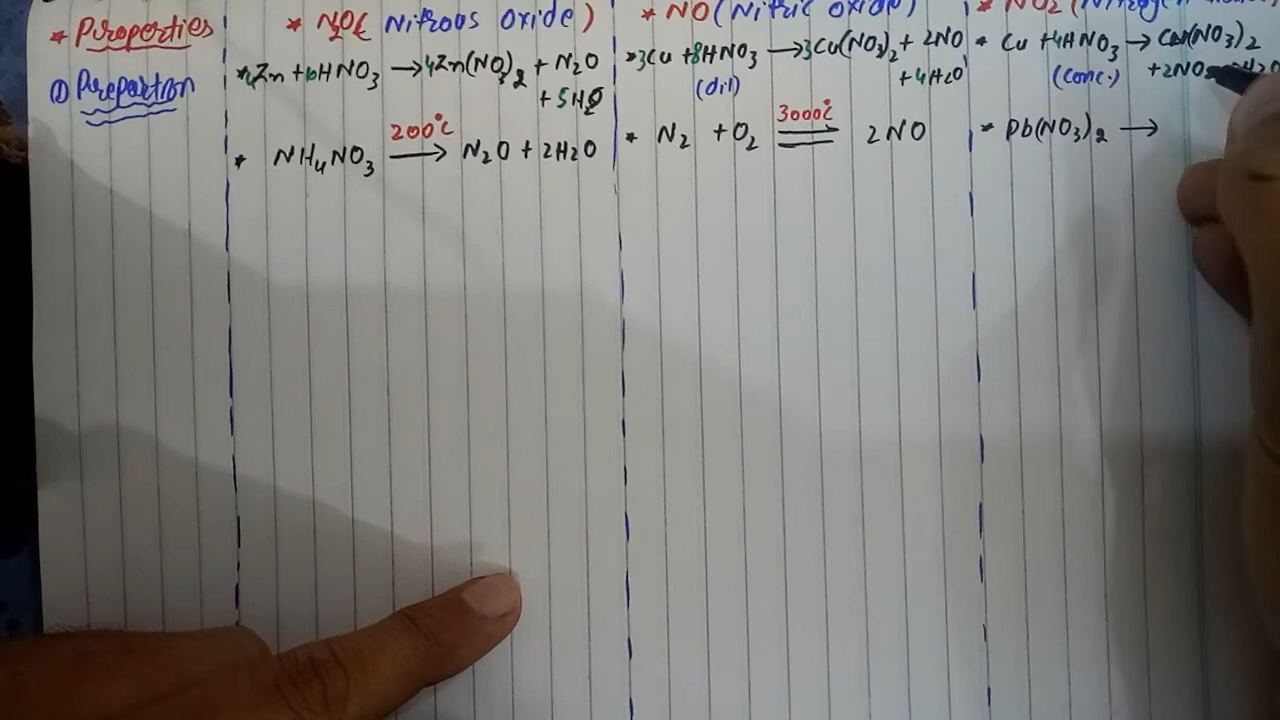 * Properties
① Prepartion
* N2O( Nitroos Oxide)
*4Zn + 10HNO3 → 4Zn(NO3)2 + N2O
+ 5H2O
* NH4NO3 200°C → N2O + 2H2O
* NO(Nitric Oxide)
*3Cu + 8HNO3 → 3Cu(NO3)2 + 2NO
(dil) + 4H2O
* N2 + O2 3000°C ⇌ 2NO
* NO2 (Nitrogen
* Cu + 4HNO3 → Cu(NO3)2
(Conc.) +2NO2
* Pb(NO3)2 →